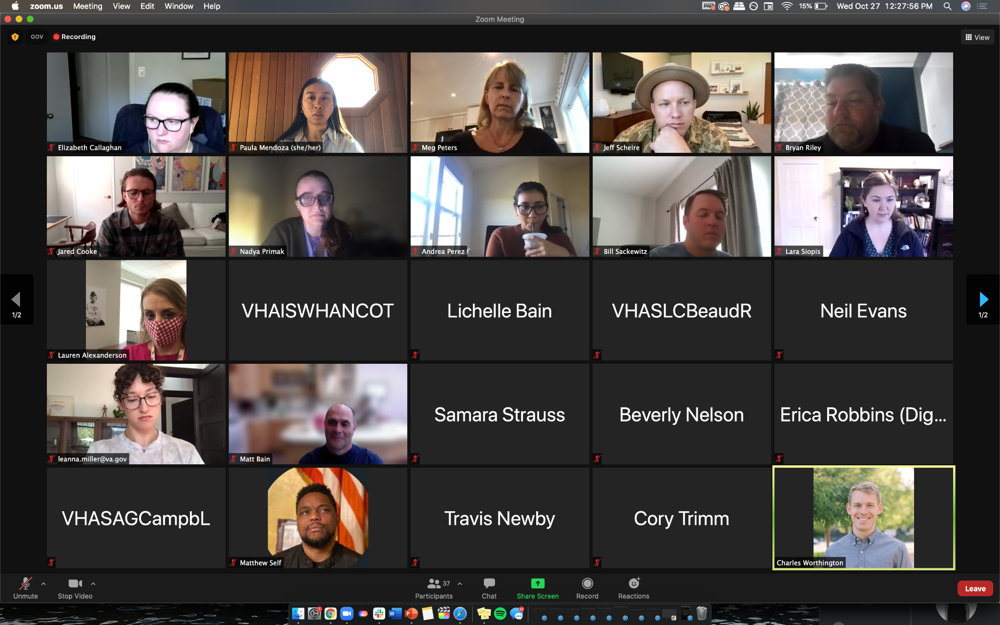 zoom.us Meeting View Edit Window Help
15% Wed Oct 27 12:27:56 PM
Zoom Meeting
GOV Recording
View
Elizabeth Callaghan
Paula Mendoza (she/her)
Meg Peters
Jeff Scheire
Bryan Riley
Jared Cooke
Nadya Primak
Andrea Perez
Bill Sackewitz
Lara Siopis
1/2
Lauren Alexanderson
VHAISWHANCOT
Lichelle Bain
VHASLCBeaudR
Neil Evans
1/2
leanna.miller@va.gov
Matt Bain
Samara Strauss
Beverly Nelson
Erica Robbins (Dig...
VHASAGCampbL
Matthew Self
Travis Newby
Cory Trimm
Charles Worthington
Unmute
Stop Video
37
Participants
Chat
Share Screen
Record
Reactions
Leave